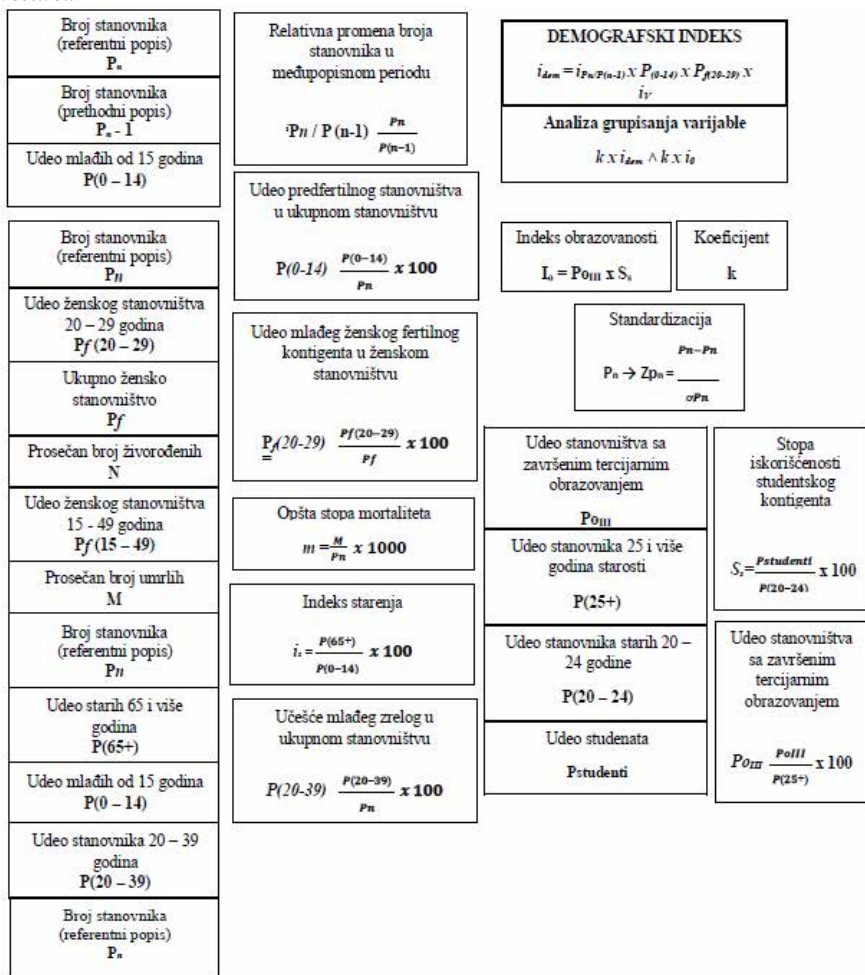 Broj stanovnika
(referentni popis)
Pn
Broj stanovnika
(prethodni popis)
Pn - 1
Udeo mlađih od 15 godina
P(0 – 14)
Broj stanovnika
(referentni popis)
Pn
Udeo ženskog stanovništva
20 – 29 godina
Pf (20 – 29)
Ukupno žensko
stanovništvo
Pf
Prosečan broj živorođenih
N
Udeo ženskog stanovništva
15 - 49 godina
Pf (15 – 49)
Prosečan broj umrlih
M
Broj stanovnika
(referentni popis)
Pn
Udeo starih 65 i više
godina
P(65+)
Udeo mlađih od 15 godina
P(0 – 14)
Udeo stanovnika 20 – 39
godina
P(20 – 39)
Broj stanovnika
(referentni popis)
Pn
Relativna promena broja
stanovnika u
međupopisnom periodu
iPn / P (n-1) Pn
P(n−1)
Udeo predfertilnog stanovništva
u ukupnom stanovništvu
P(0-14) P(0−14) x 100
Pn
Udeo mlađeg ženskog fertilnog
kontigenta u ženskom
stanovništvu
Pf(20-29) Pf(20−29) x 100
=
Pf
Opšta stopa mortaliteta
m = M x 1000
Pn
Indeks starenja
is = P(65+) x 100
P(0−14)
Učešće mlađeg zrelog u
ukupnom stanovništvu
P(20-39) P(20−39) x 100
Pn
DEMOGRAFSKI INDEKS
idem = iPn/P(n-1) x P(0-14) x Pf(20-29) x
iV
Analiza grupisanja varijable
k x idem ∧ k x i0
Indeks obrazovanosti
Io = PoIII x Ss
Koeficijent
k
Standardizacija
Pn−Pn
Pn → Zpn =
σPn
Udeo stanovništva sa
završenim tercijarnim
obrazovanjem
PoIII
Udeo stanovnika 25 i više
godina starosti
P(25+)
Udeo stanovnika starih 20 –
24 godine
P(20 – 24)
Udeo studenata
Pstudenti
Stopa
iskorišćenosti
studentskog
kontigenta
Ss= Pstudenti x 100
P(20−24)
Udeo stanovništva
sa završenim
tercijarnim
obrazovanjem
PoIII PoIII x 100
P(25+)